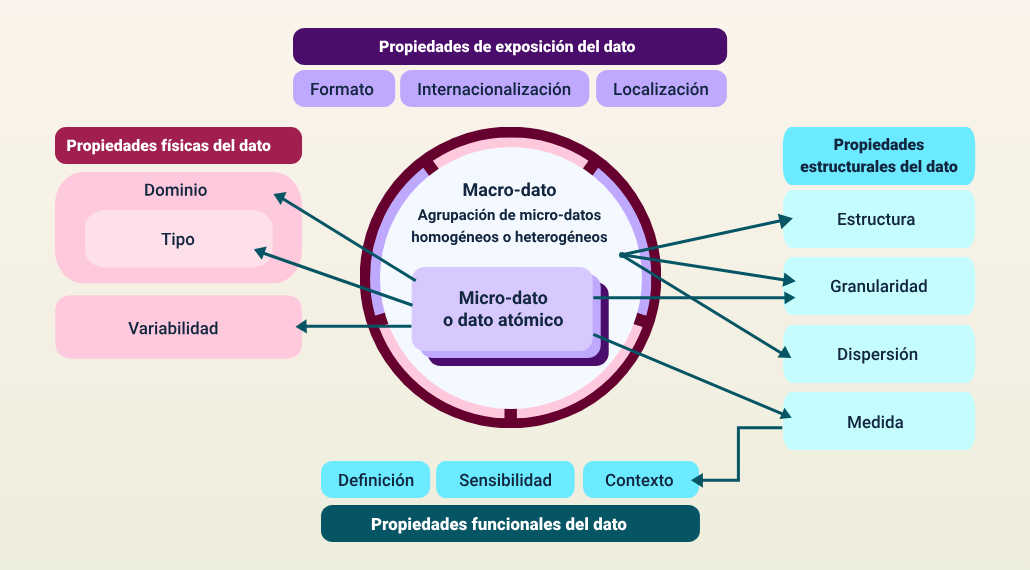 Propiedades de exposición del dato
Formato
Internacionalización
Localización
Propiedades físicas del dato
Dominio
Tipo
Variabilidad
Macro-dato
Agrupación de micro-datos
homogéneos o heterogéneos
Micro-dato
o dato atómico
Propiedades
estructurales del dato
Estructura
Granularidad
Dispersión
Medida
Definición
Sensibilidad
Contexto
Propiedades funcionales del dato